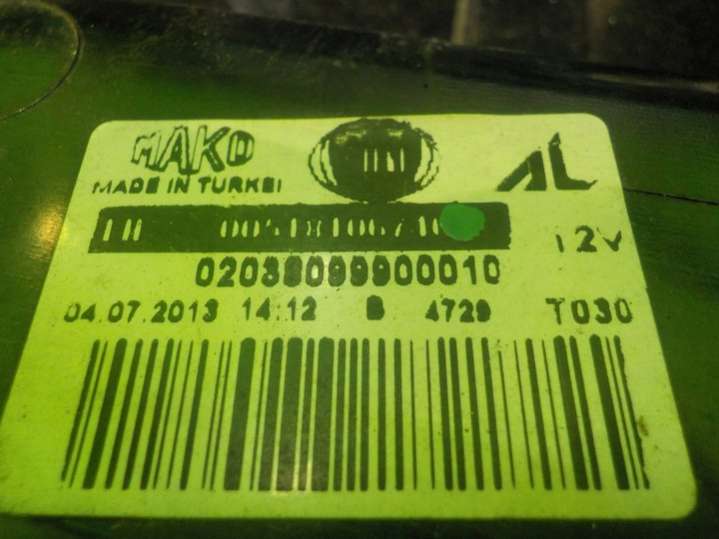 MAKO
AL
MADE IN TURKEI
12V
02038099900010
04.07.2013 14:12 B 4729 T030